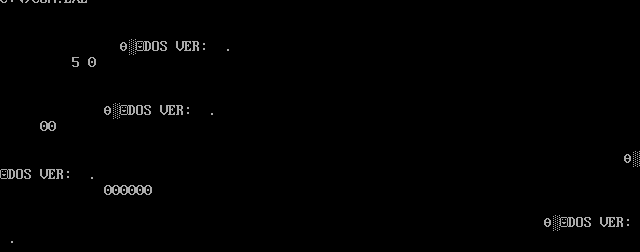 θ░☺DOS VER:  .
5 0
θ░☺DOS VER:  .
00
θ░
☺DOS VER:  .
000000
θ░☺DOS VER:
.